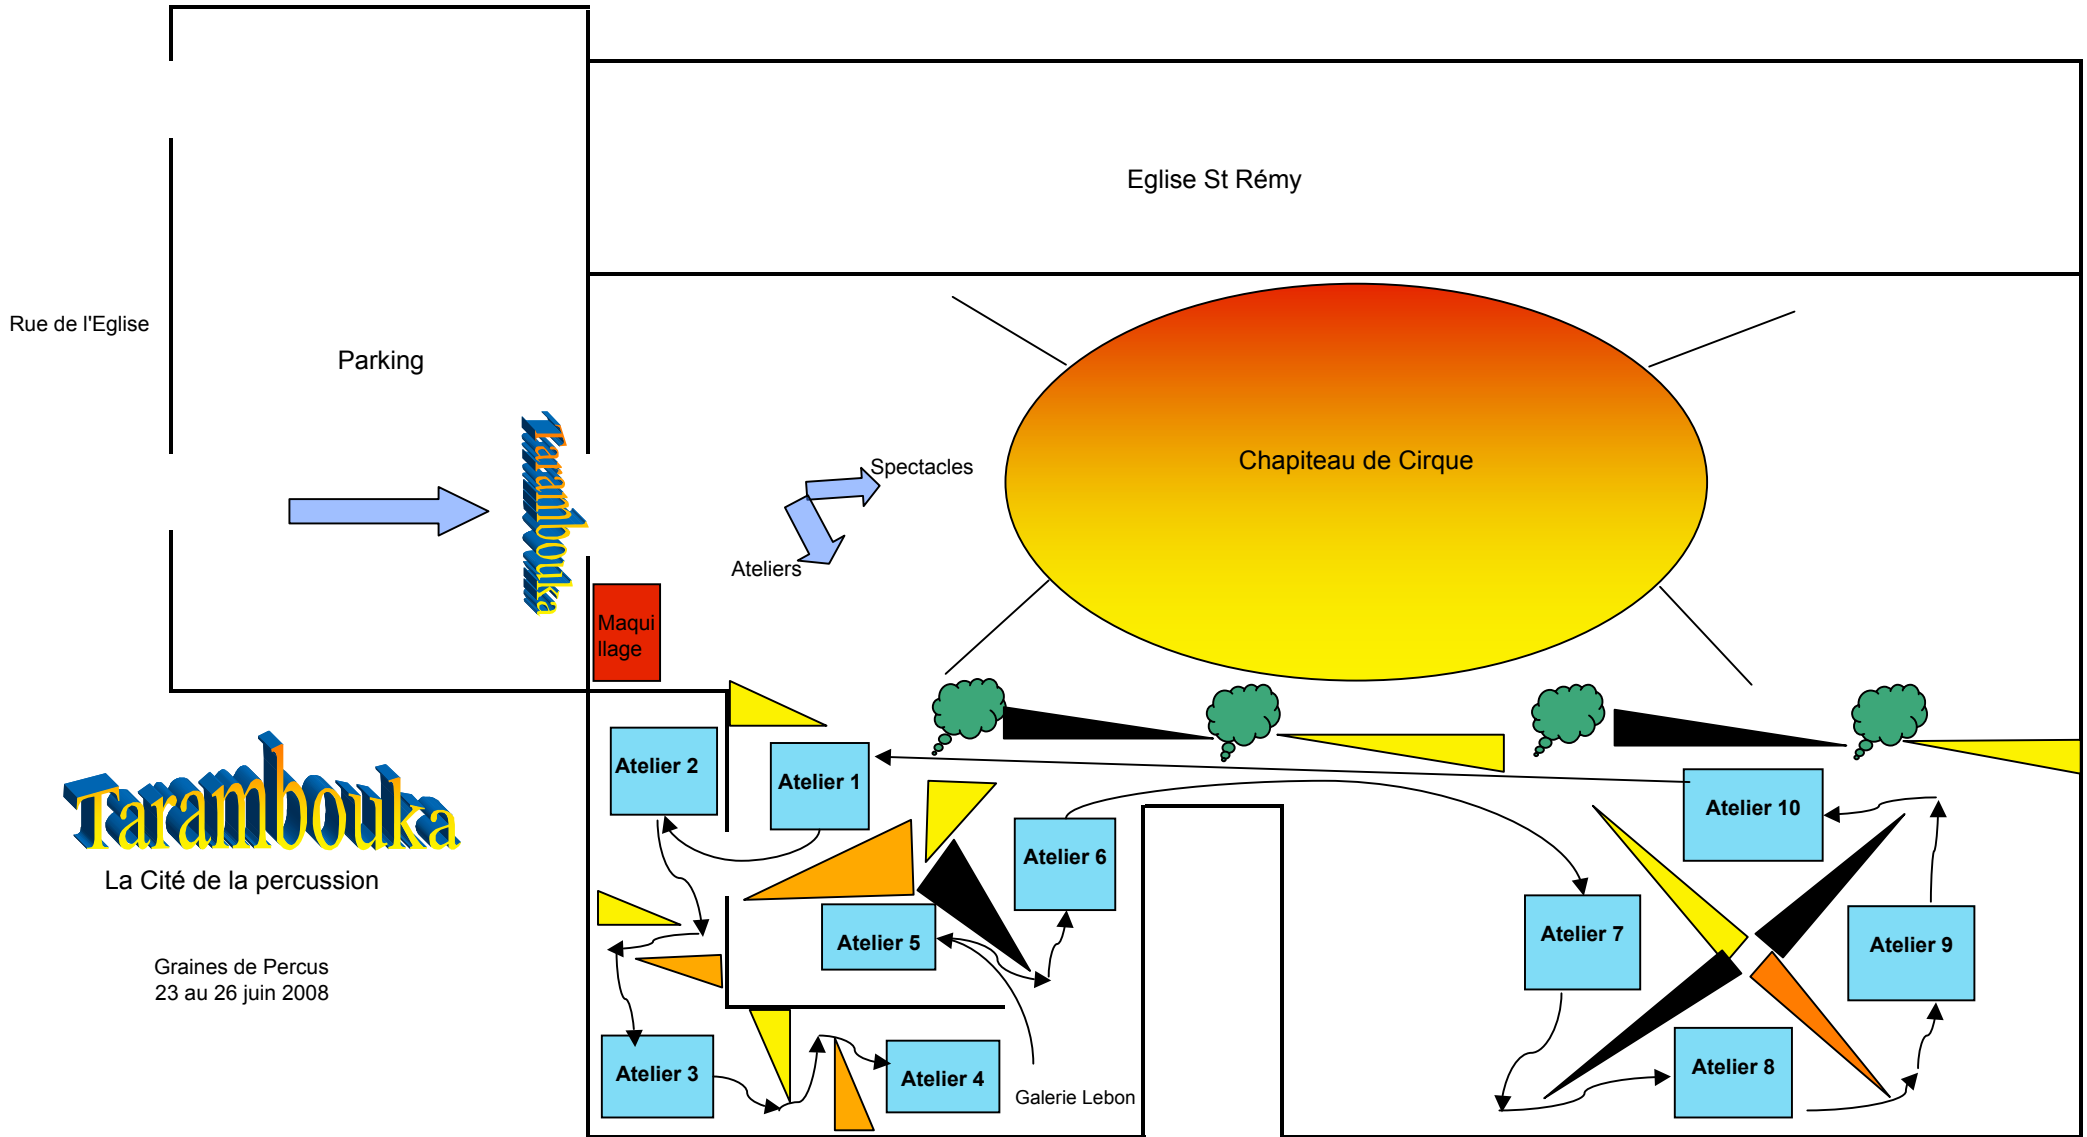 Eglise St Rémy
Rue de l'Eglise
Parking
Tarambouka
Spectacles
Chapiteau de Cirque
Ateliers
Maqui
llage
Atelier 2
Atelier 1
Atelier 10
Tarambouka
La Cité de la percussion
Atelier 6
Atelier 5
Atelier 7
Atelier 9
Graines de Percus
23 au 26 juin 2008
Atelier 3
Atelier 4
Atelier 8
Galerie Lebon